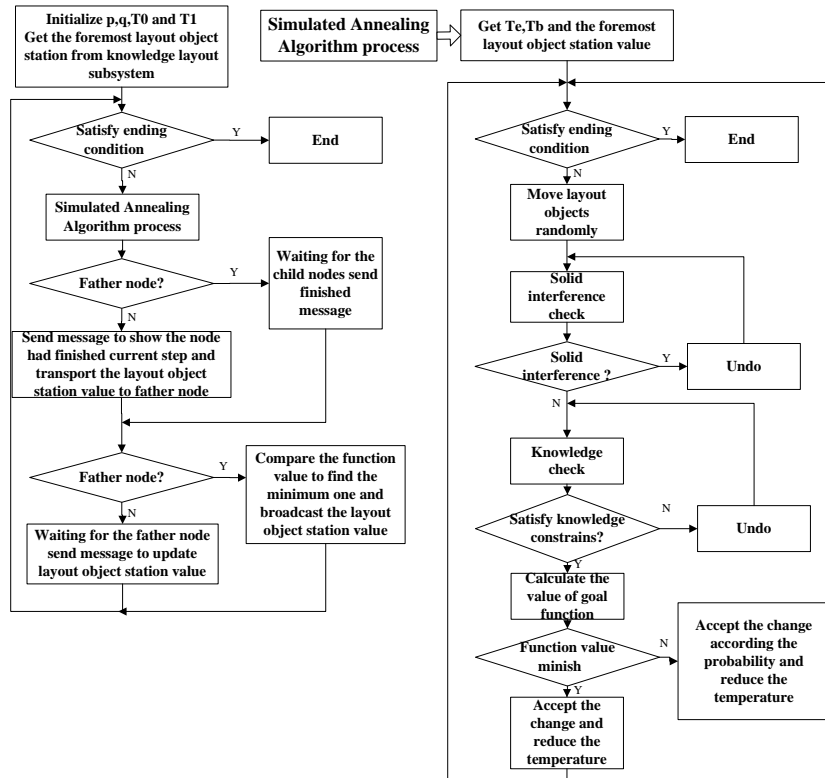 Initialize p,q,T0 and T1
Get the foremost layout object
station from knowledge layout
subsystem
Satisfy ending
condition
Y
End
N
Simulated Annealing
Algorithm process
Father node?
Y
Waiting for the
child nodes send
finished
message
N
Send message to show the node
had finished current step and
transport the layout object
station value to father node
Father node?
Y
Compare the function
value to find the
minimum one and
broadcast the layout
object station value
N
Waiting for the father node
send message to update
layout object station value
Simulated Annealing
Algorithm process
Get Te,Tb and the foremost
layout object station value
Satisfy ending
condition
Y
End
N
Move layout
objects
randomly
Solid
interference
check
Solid
interference ?
Y
Undo
N
Knowledge
check
Satisfy knowledge
constrains?
N
Undo
Y
Calculate the
value of goal
function
Function value
minish
N
Accept the change
according the
probability and
reduce the
temperature
Y
Accept the
change and
reduce the
temperature